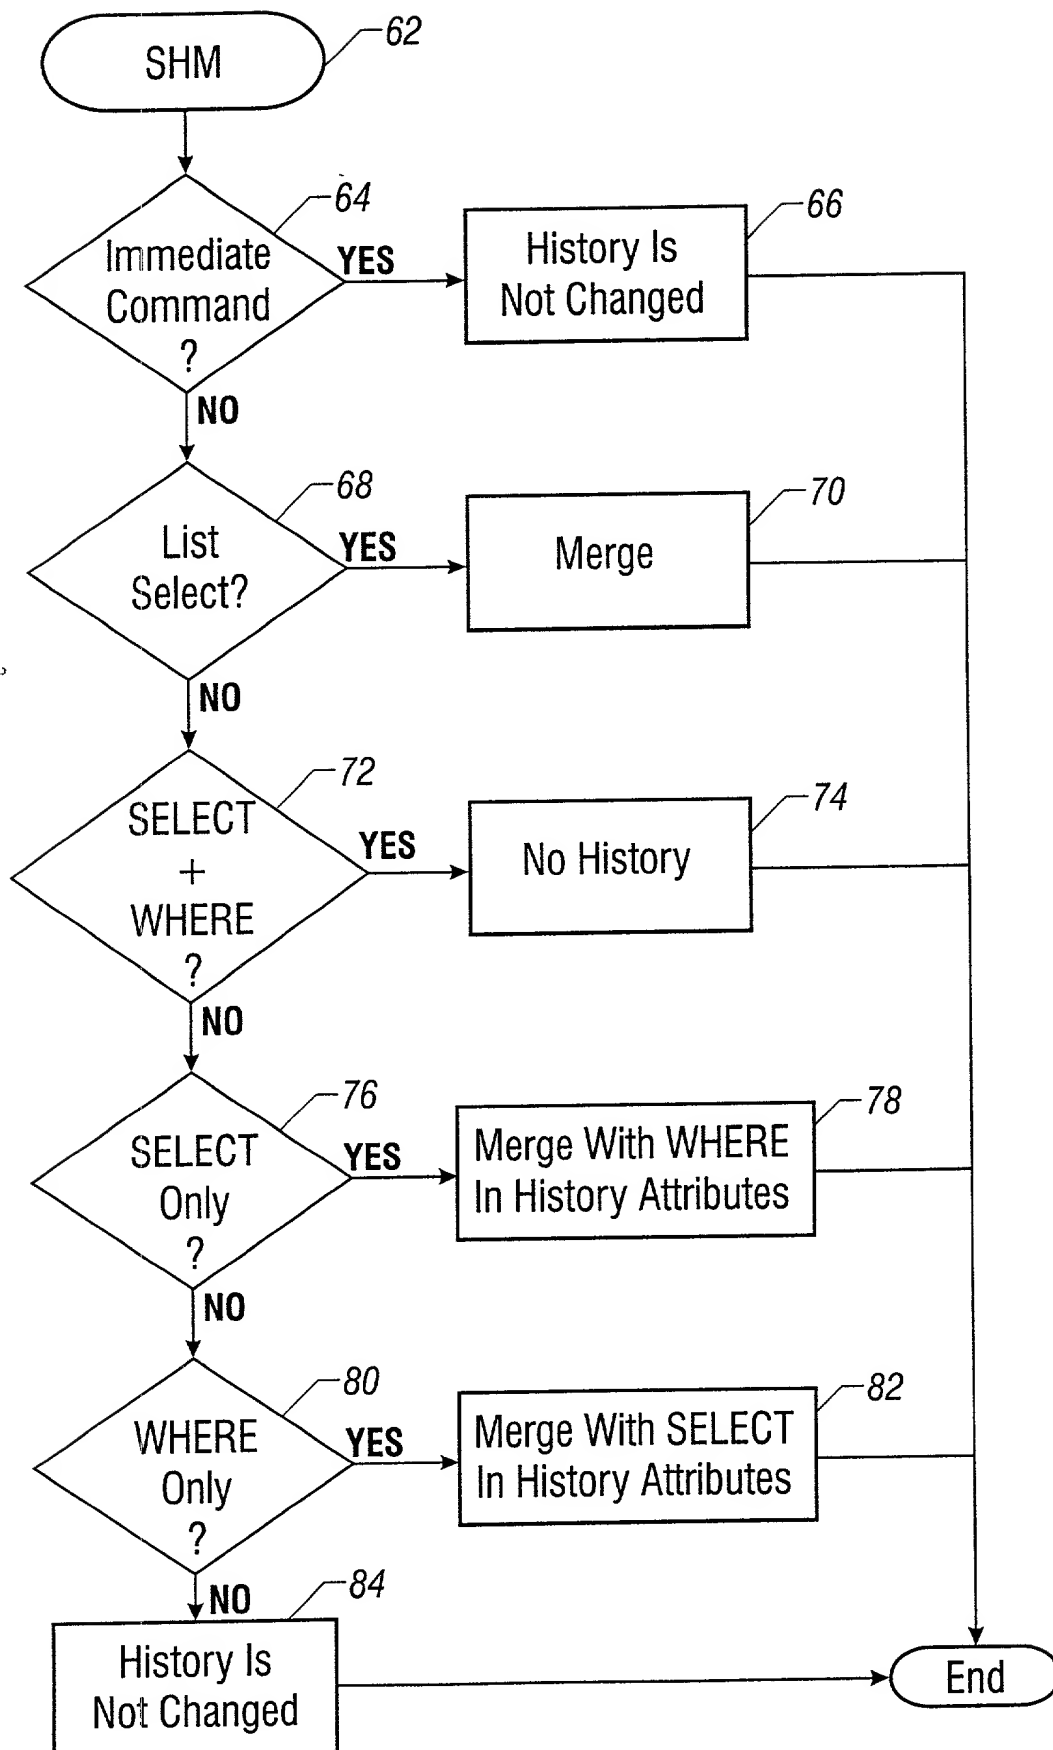 SHM
62
64
Immediate
Command
?
YES
History Is
Not Changed
66
NO
68
List
Select?
YES
Merge
70
NO
72
SELECT
+
WHERE
?
YES
No History
74
NO
76
SELECT
Only
?
YES
Merge With WHERE
In History Attributes
78
NO
80
WHERE
Only
?
YES
Merge With SELECT
In History Attributes
82
NO
84
History Is
Not Changed
End